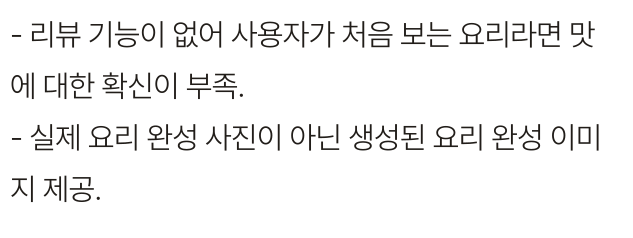 - 리뷰 기능이 없어 사용자가 처음 보는 요리라면 맛
에 대한 확신이 부족.
- 실제 요리 완성 사진이 아닌 생성된 요리 완성 이미
지 제공.